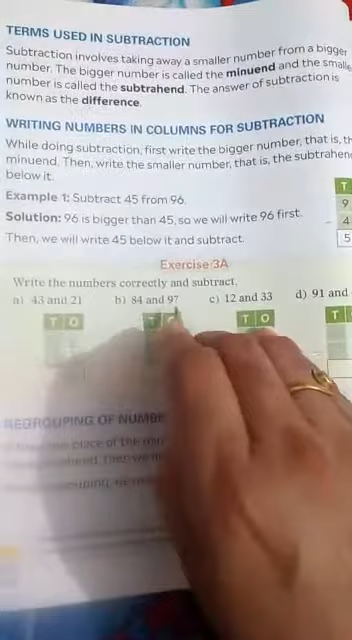 TERMS USED IN SUBTRACTION
Subtraction involves taking away a smaller number from a bigger
number. The bigger number is called the minuend and the smalle
number is called the subtrahend. The answer of subtraction is
known as the difference.
WRITING NUMBERS IN COLUMNS FOR SUBTRACTION
While doing subtraction, first write the bigger number, that is, th
minuend. Then, write the smaller number, that is, the subtrahen
below it.
Example 1: Subtract 45 from 96.
Solution: 96 is bigger than 45, so we will write 96 first.
Then, we will write 45 below it and subtract.
T
9
- 4
5
Exercise 3A
Write the numbers correctly and subtract.
a) 43 and 21 b) 84 and 97 c) 12 and 33 d) 91 and
T O T O T O T
REGROUPING OF NUMBE
place of the min